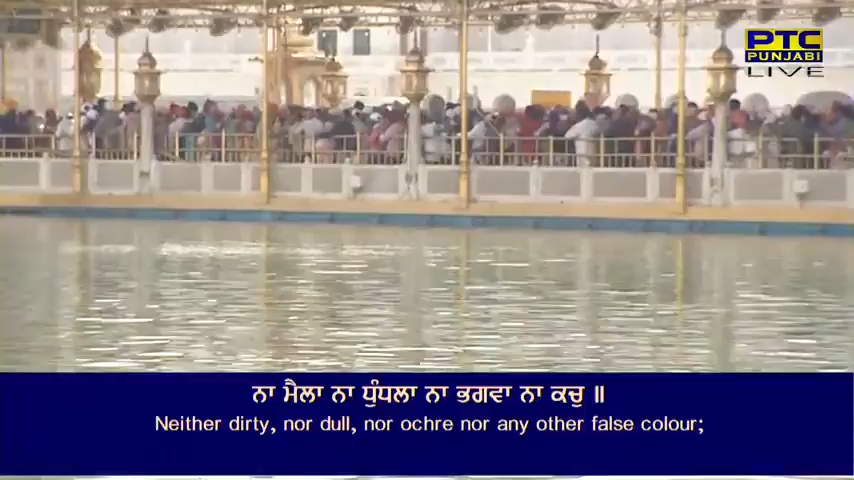 PTC
PUNJABI
LIVE
ਨਾ ਮੈਲਾ ਨਾ ਧੁੰਧਲਾ ਨਾ ਭਗਵਾ ਨਾ ਕਚੁ ॥
Neither dirty, nor dull, nor ochre nor any other false colour;